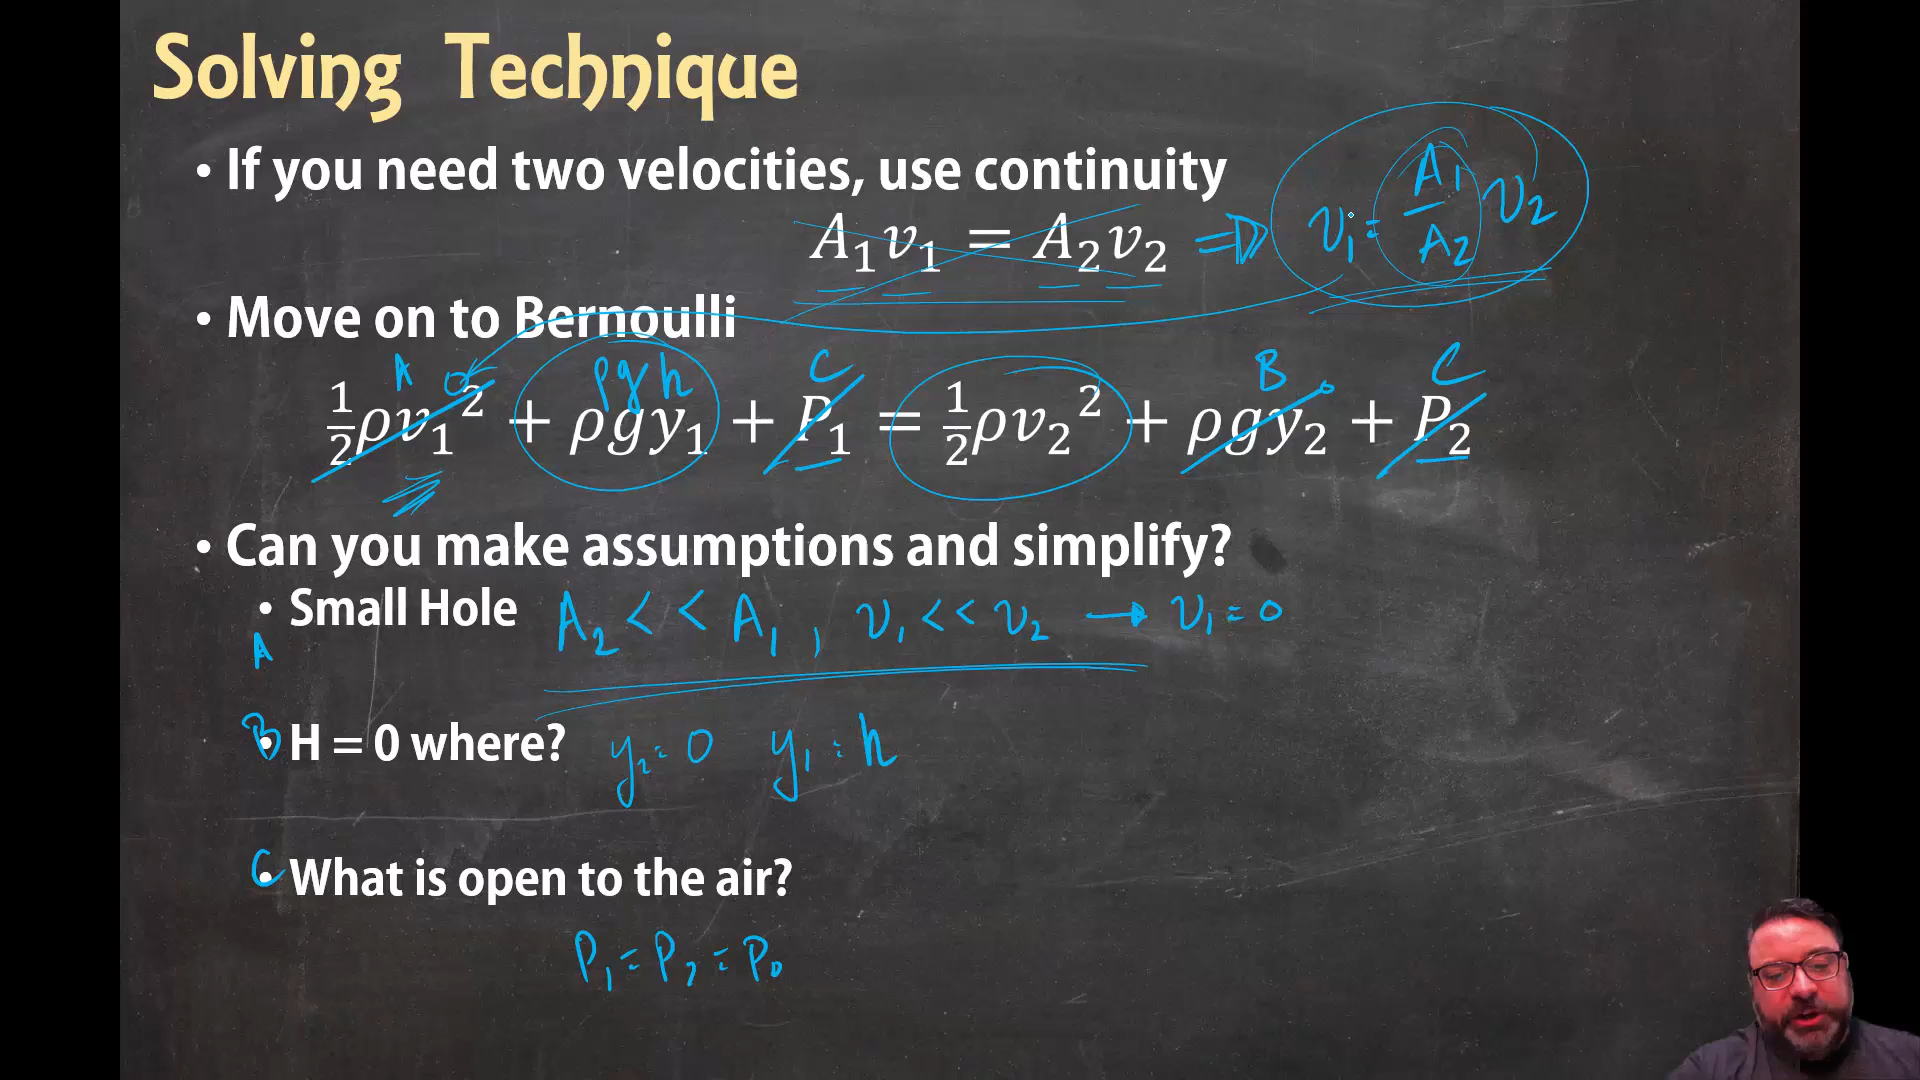 Solving Technique
• If you need two velocities, use continuity
A₁v₁ = A₂v₂ ⇒ v₁ = A₁/A₂ v₂
• Move on to Bernoulli
A ρgh C B C
½ρv₁² + ρgy₁ + P₁ = ½ρv₂² + ρgy₂ + P₂
0 0
• Can you make assumptions and simplify?
• Small Hole A₂ << A₁, v₁ << v₂ → v₁ = 0
A
B • H = 0 where? y₂ = 0 y₁ = h
C • What is open to the air?
P₁ = P₂ = P₀